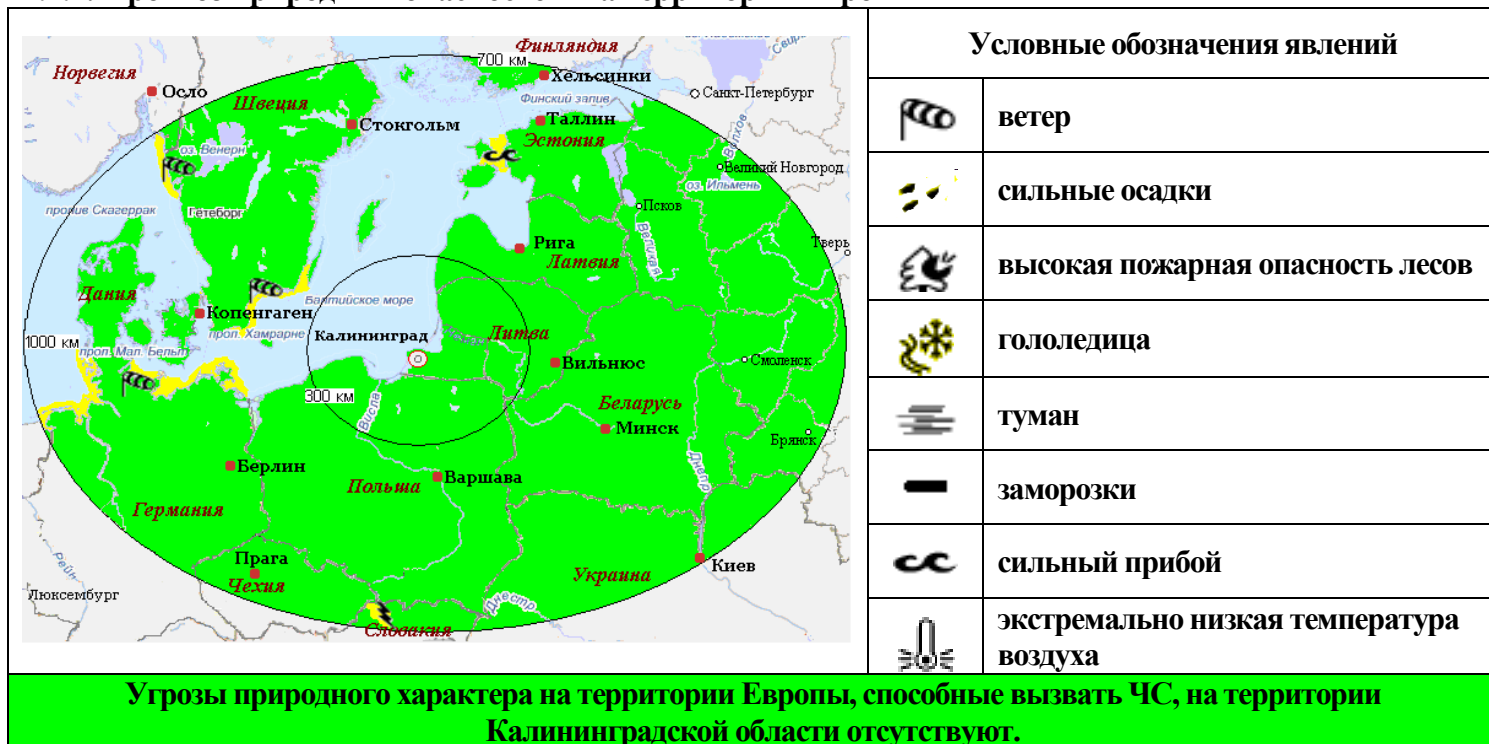 Финляндия
700 км
Норвегия
Хельсинки
Осло
Санкт-Петербург
Швеция
Финский залив
Стокгольм
Таллин
Эстония
Волхов
оз. Венерн
Великий Новгород
оз. Ильмень
пролив Скагеррак
Гётеборг
Псков
Великая
Рига
Тверь
Латвия
Дания
Балтийское море
Копенгаген
прол. Хамрарне
Калининград
Литва
1000 км
прол. Мал. Бельт
Вильнюс
Смоленск
300 км
Висла
Беларусь
Минск
Брянск
Днепр
Берлин
Варшава
Польша
Германия
Прага
Киев
Чехия
Украина
Рейн
Люксембург
Днестр
Словакия
Условные обозначения явлений
ветер
сильные осадки
высокая пожарная опасность лесов
гололедица
туман
заморозки
сильный прибой
экстремально низкая температура
воздуха
Угрозы природного характера на территории Европы, способные вызвать ЧС, на территории
Калининградской области отсутствуют.